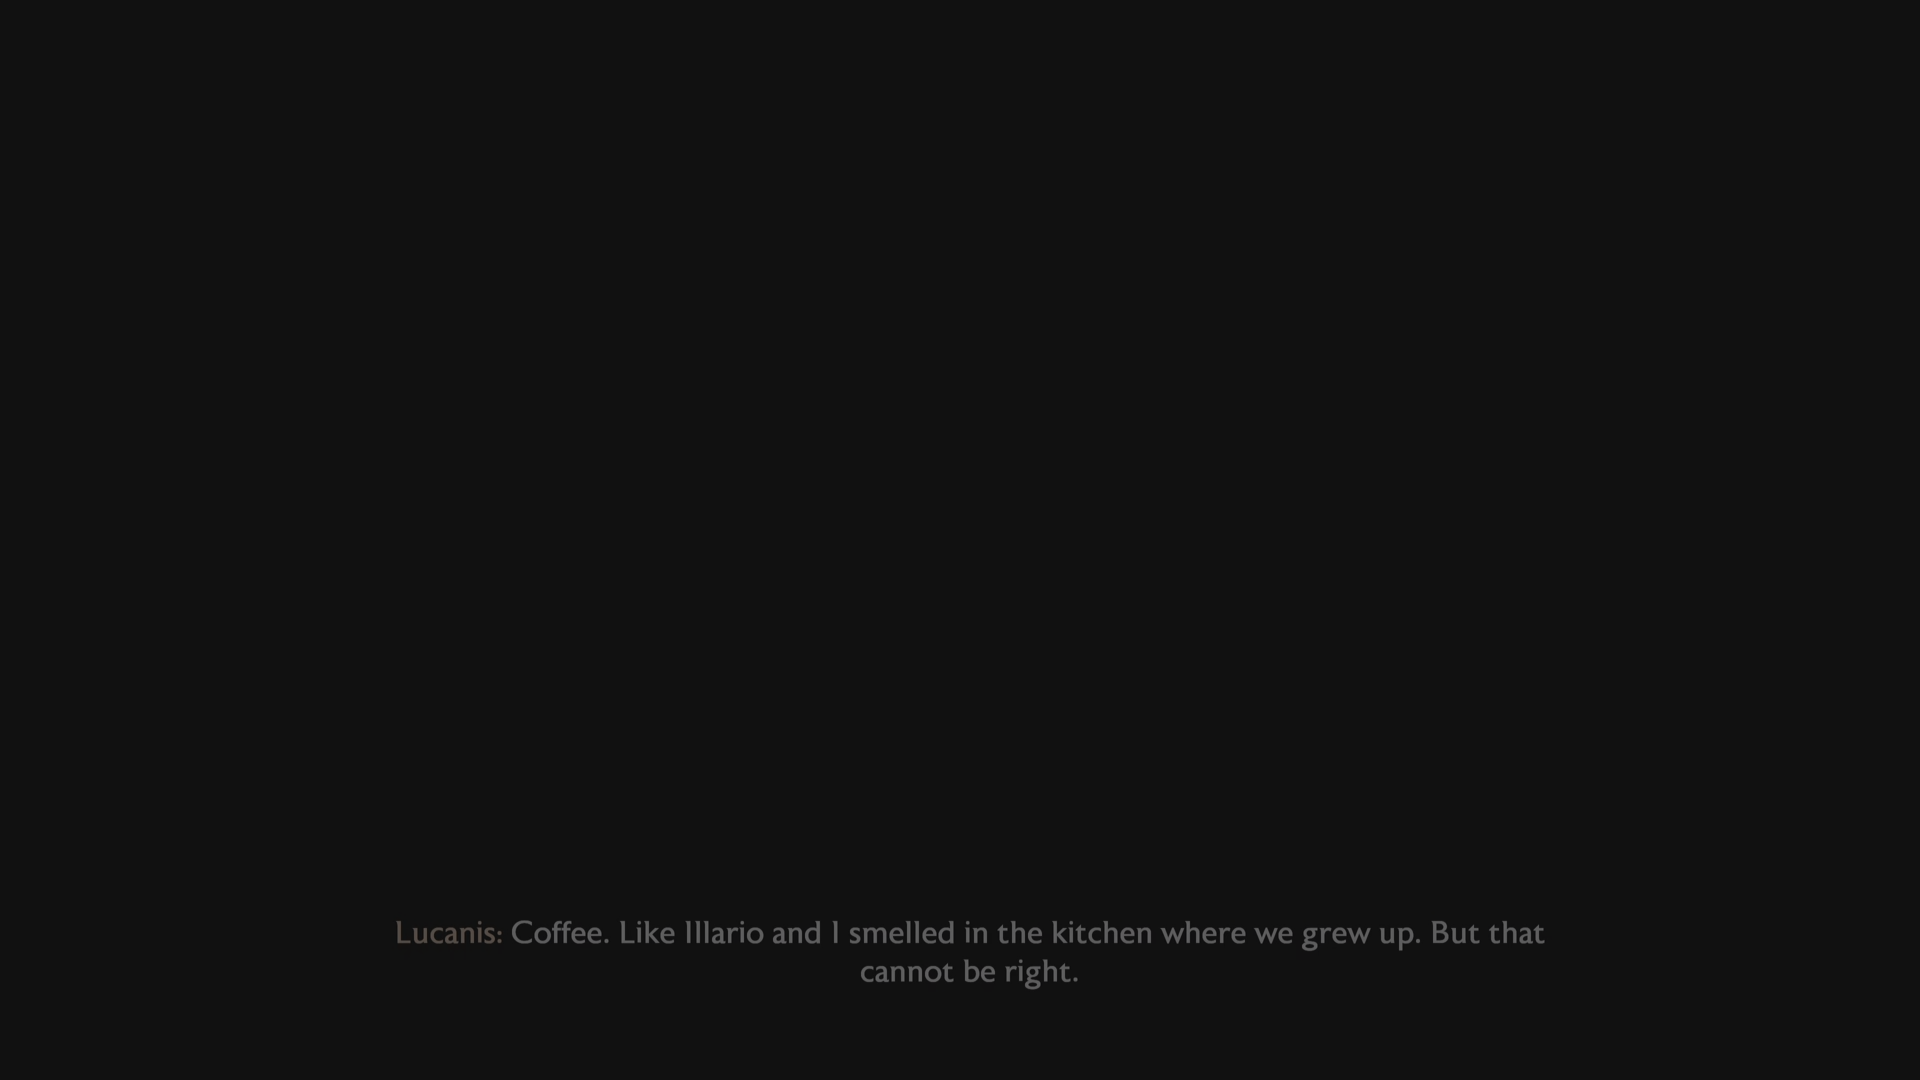 Lucanis: Coffee. Like Illario and I smelled in the kitchen where we grew up. But that
cannot be right.